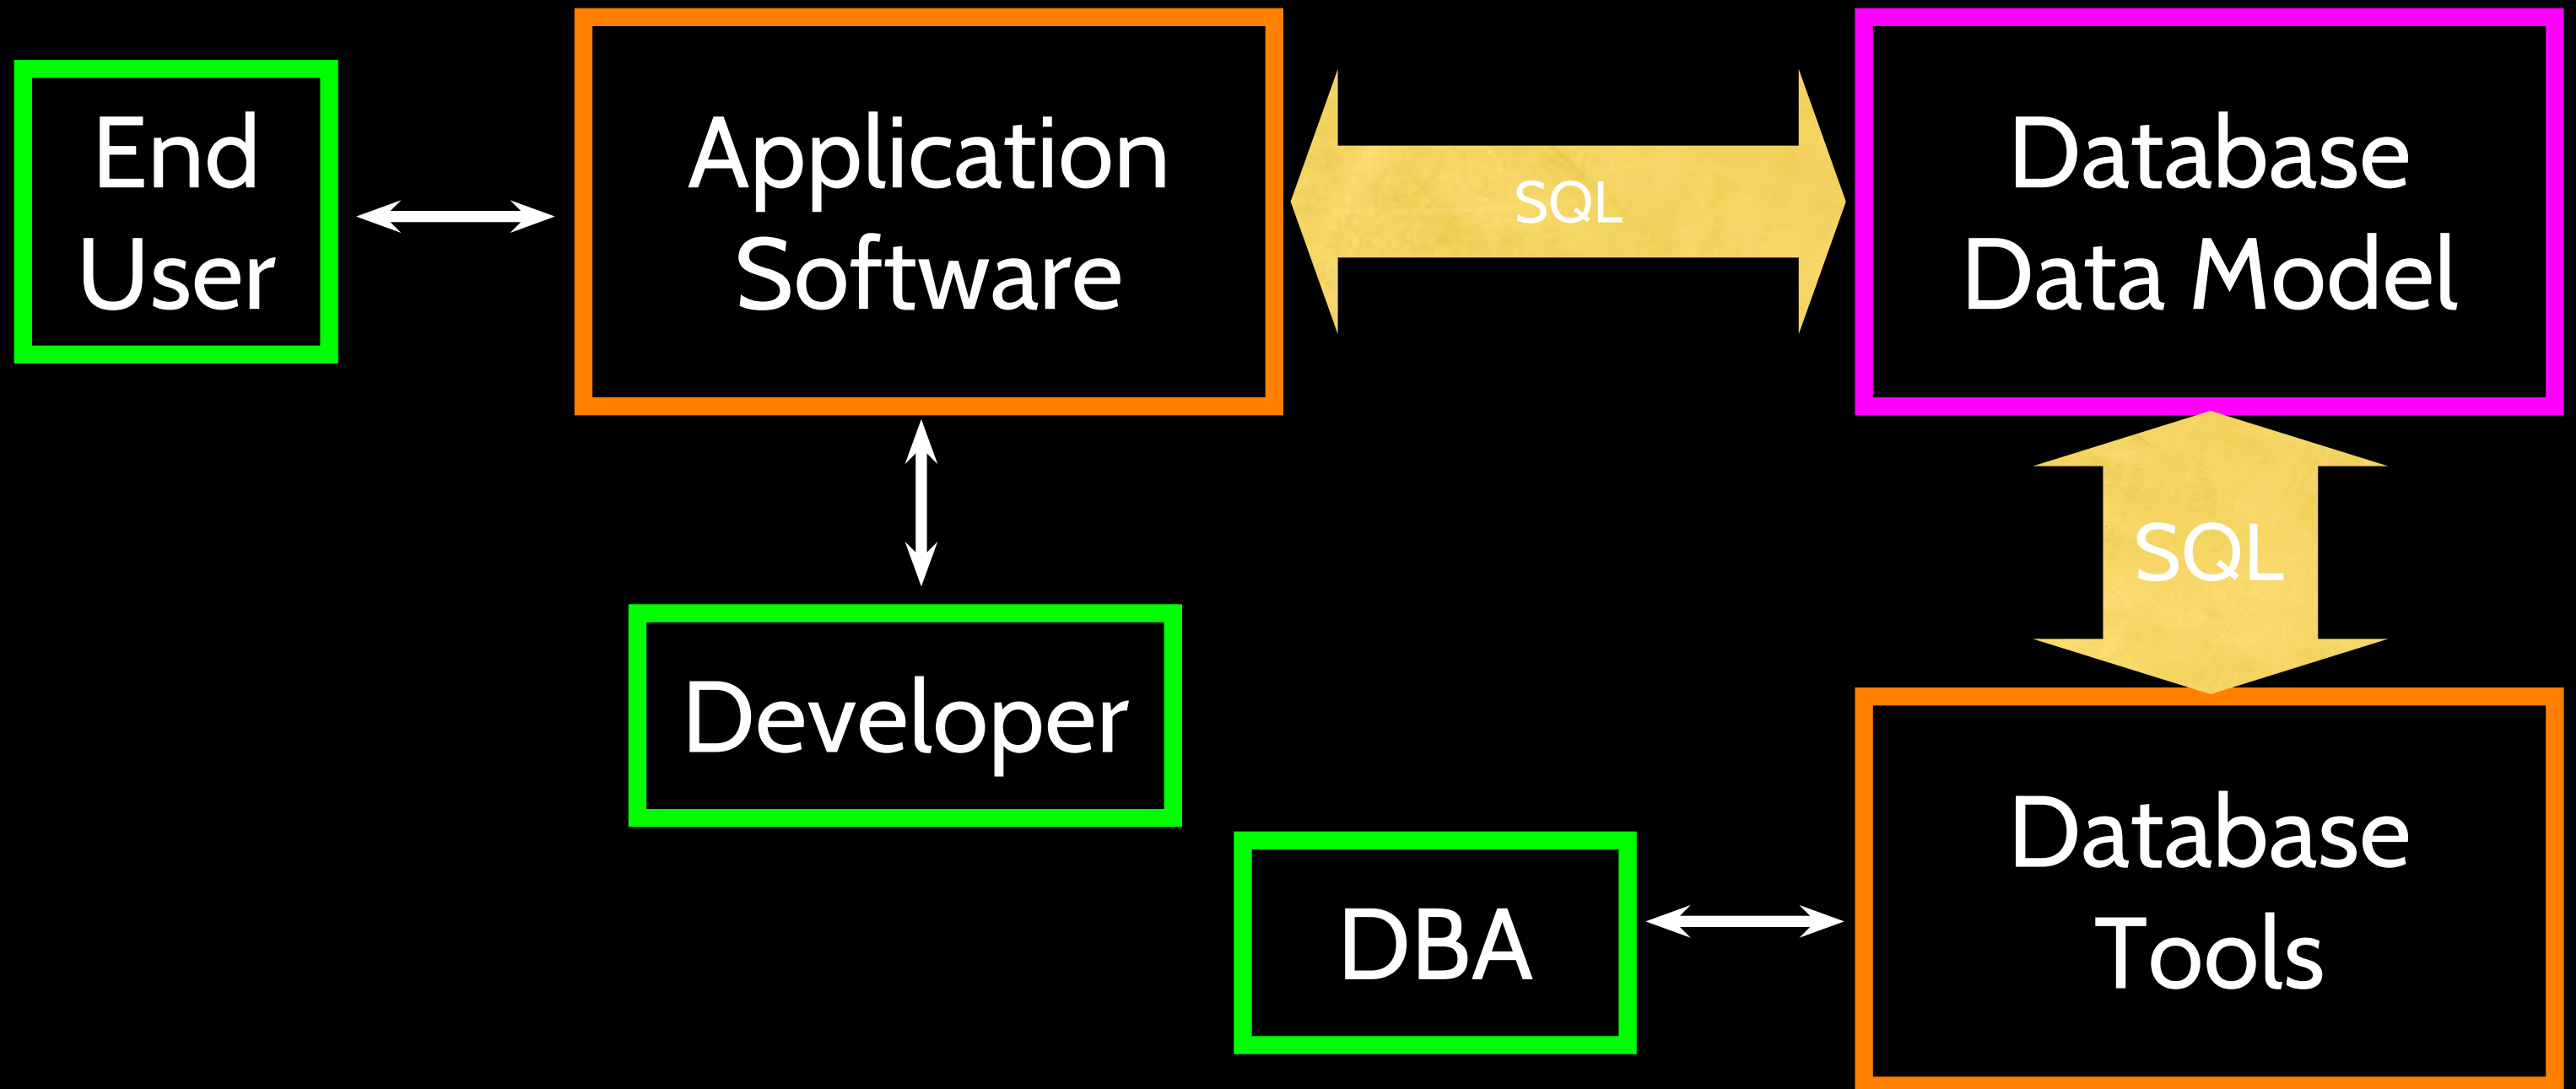 End
User
Application
Software
SQL
Database
Data Model
SQL
Developer
DBA
Database
Tools